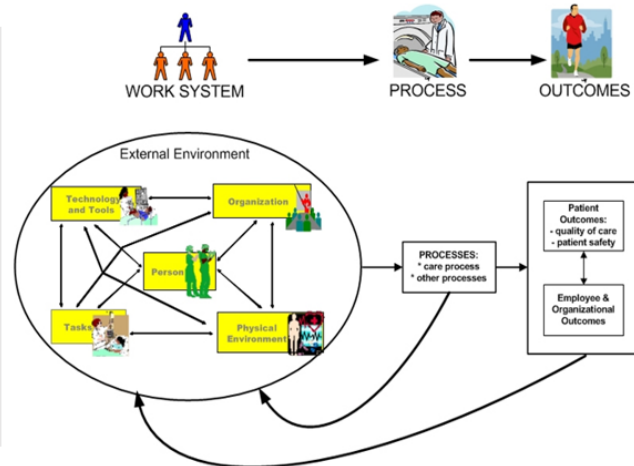 WORK SYSTEM
PROCESS
OUTCOMES
External Environment
Technology
and Tools
Organization
Person
Tasks
Physical
Environment
PROCESSES:
* care process
* other processes
Patient
Outcomes:
- quality of care
- patient safety
Employee &
Organizational
Outcomes